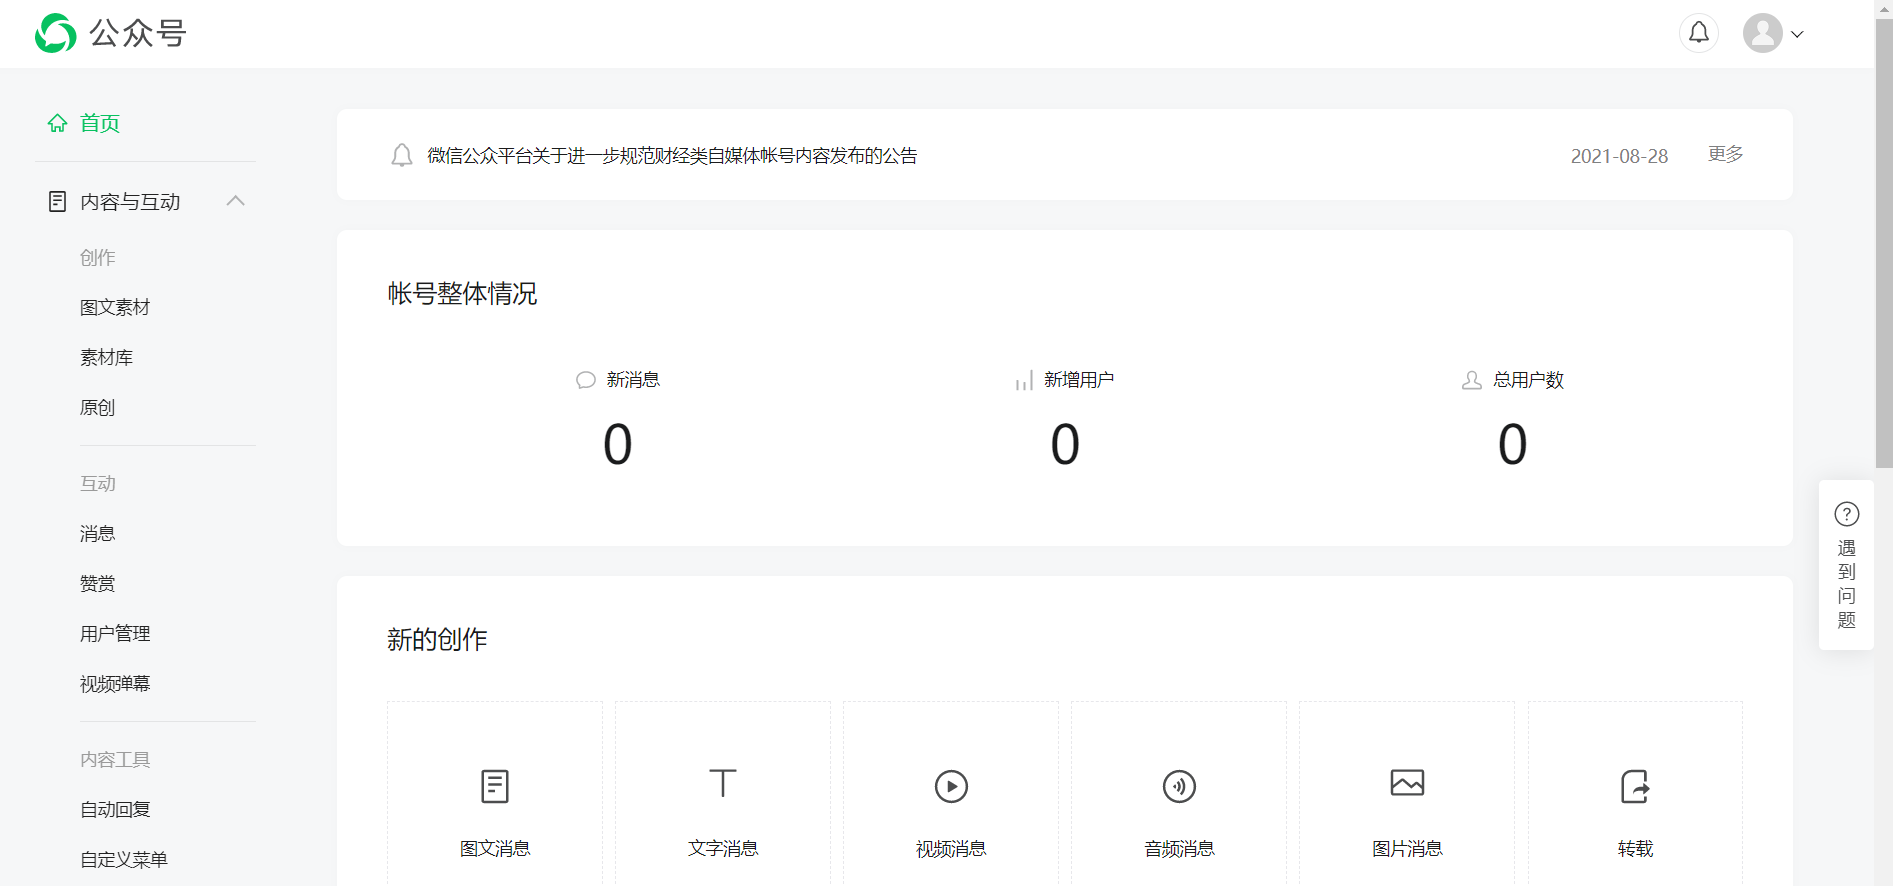 公众号
首页
内容与互动
创作
图文素材
素材库
原创
互动
消息
赞赏
用户管理
视频弹幕
内容工具
自动回复
自定义菜单
微信公众平台关于进一步规范财经类自媒体帐号内容发布的公告
2021-08-28
更多
帐号整体情况
新消息
0
新增用户
0
总用户数
0
新的创作
图文消息
文字消息
视频消息
音频消息
图片消息
转载
?
遇
到
问
题